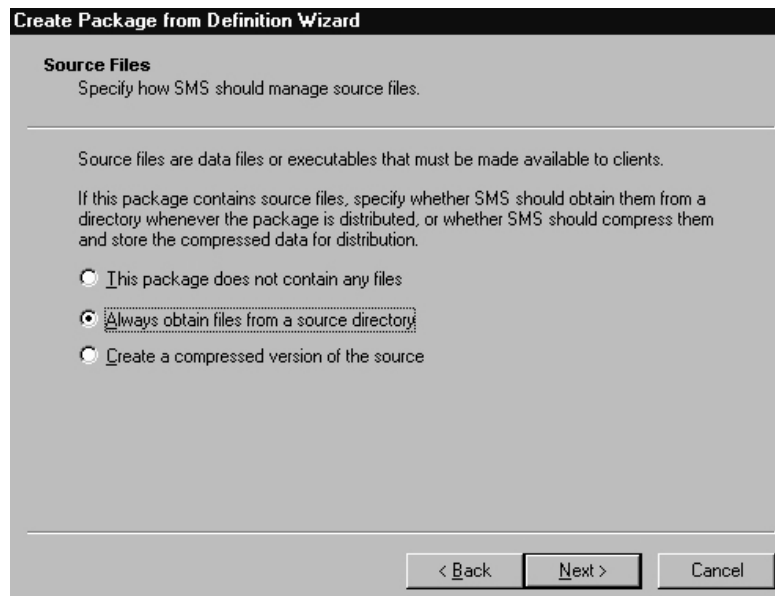 Create Package from Definition Wizard
Source Files
Specify how SMS should manage source files.
Source files are data files or executables that must be made available to clients.
If this package contains source files, specify whether SMS should obtain them from a
directory whenever the package is distributed, or whether SMS should compress them
and store the compressed data for distribution.
This package does not contain any files
Always obtain files from a source directory
Create a compressed version of the source
< Back
Next >
Cancel